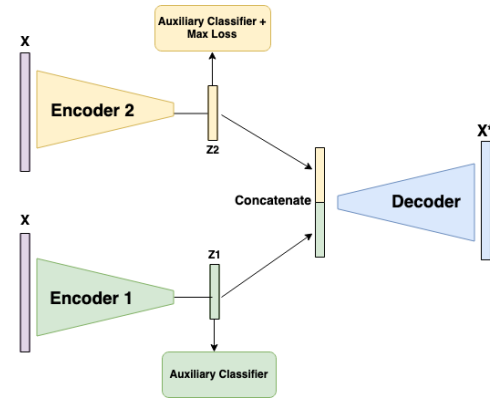 Auxiliary Classifier +
Max Loss
X
Encoder 2
Z2
X'
Concatenate
Decoder
X
Z1
Encoder 1
Auxiliary Classifier